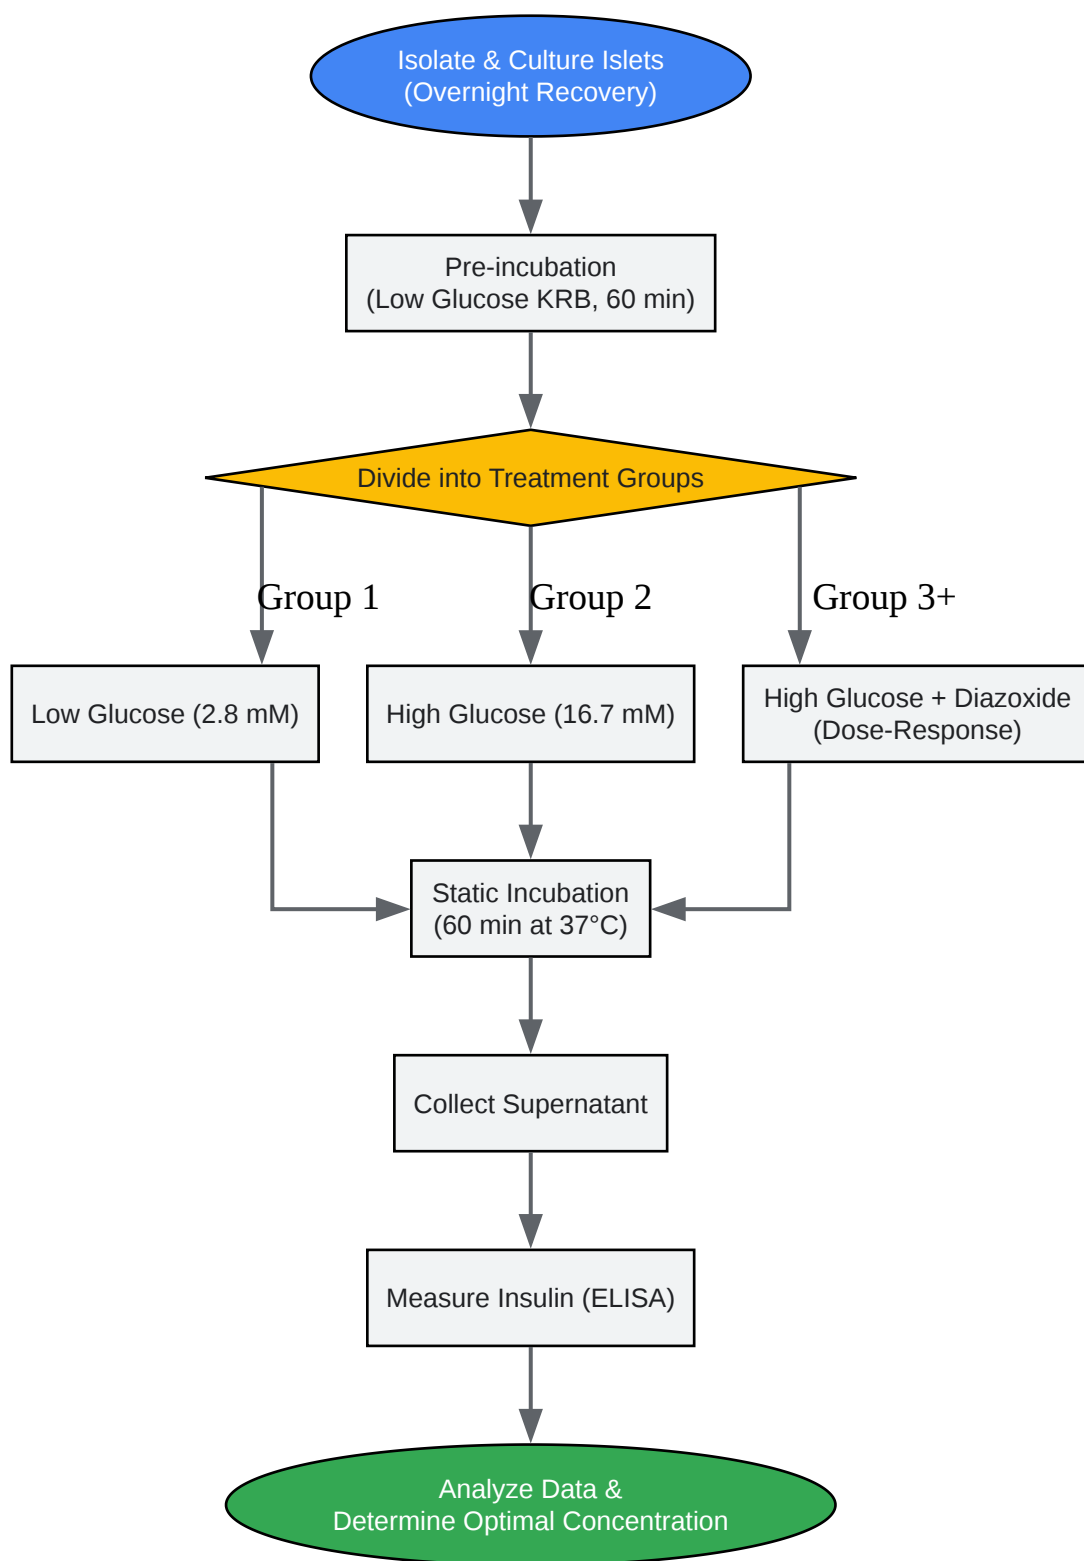 Isolate & Culture Islets
(Overnight Recovery)
Pre-incubation
(Low Glucose KRB, 60 min)
Divide into Treatment Groups
Group 1
Group 2
Group 3+
Low Glucose (2.8 mM)
High Glucose (16.7 mM)
High Glucose + Diazoxide
(Dose-Response)
Static Incubation
(60 min at 37°C)
Collect Supernatant
Measure Insulin (ELISA)
Analyze Data &
Determine Optimal Concentration